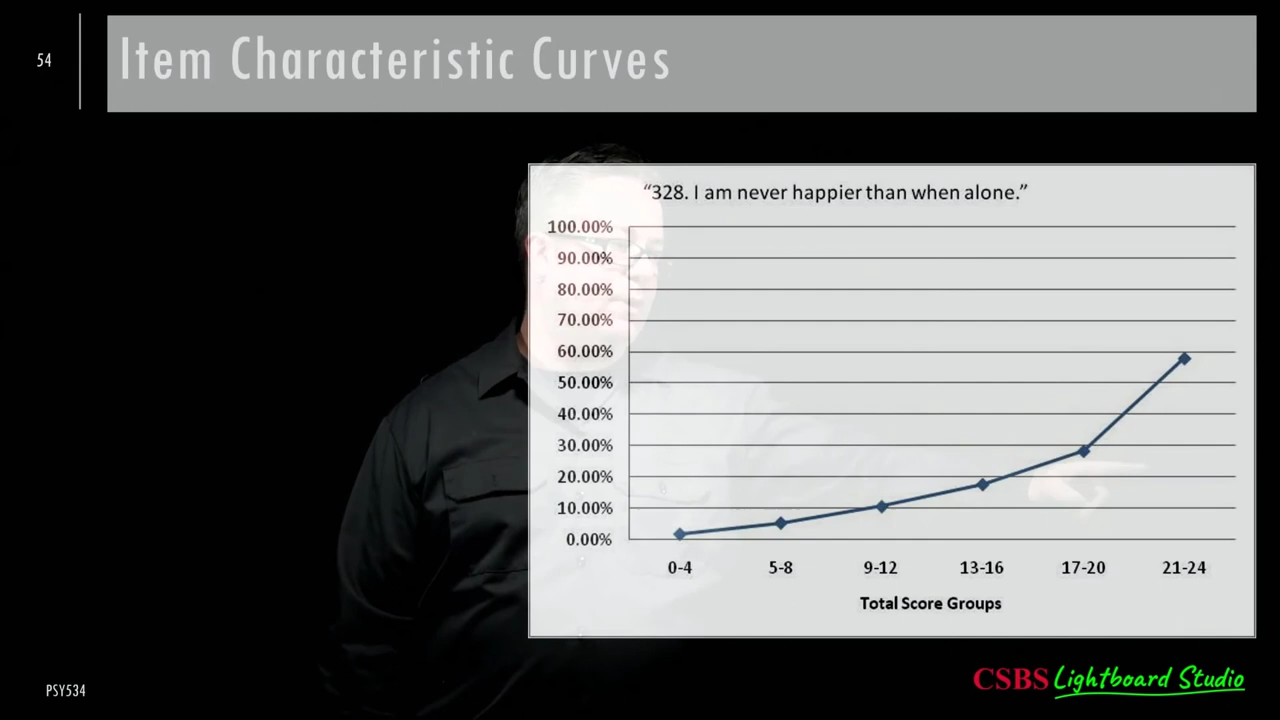 54
Item Characteristic Curves
“328. I am never happier than when alone.”
100.00%
90.00%
80.00%
70.00%
60.00%
50.00%
40.00%
30.00%
20.00%
10.00%
0.00%
0-4 5-8 9-12 13-16 17-20 21-24
Total Score Groups
PSY534
CSBS Lightboard Studio